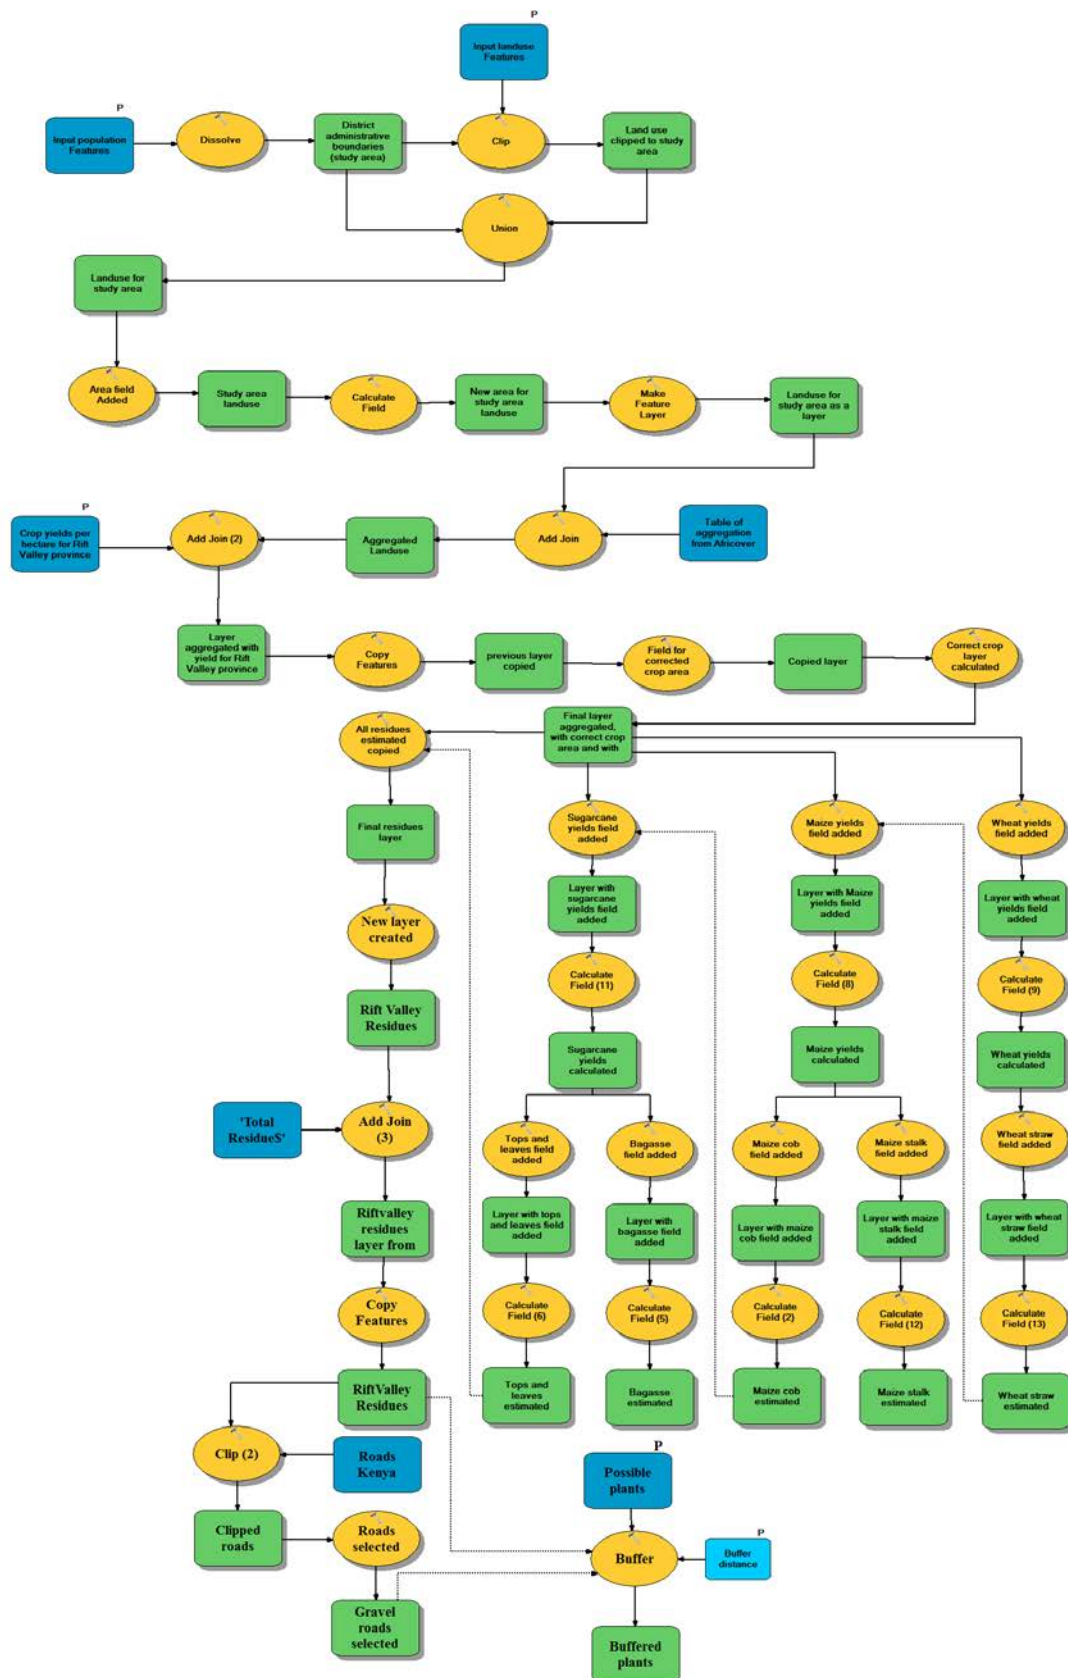 P
Input landuse
Features
P
Input population
Features
Dissolve
District
administrative
boundaries
(study area)
Clip
Land use
clipped to study
area
Union
Landuse for
study area
Area field
Added
Study area
landuse
Calculate
Field
New area for
study area
landuse
Make
Feature
Layer
Landuse for
study area as a
layer
P
Crop yields per
hectare for Rift
Valley province
Add Join (2)
Aggregated
Landuse
Add Join
Table of
aggregation
from Africover
Layer
aggregated with
yield for Rift
Valley province
Copy
Features
previous layer
copied
Field for
corrected
crop area
Copied layer
Correct crop
layer
calculated
All residues
estimated
copied
Final layer
aggregated,
with correct crop
area and with
Final residues
layer
Sugarcane
yields field
added
Maize yields
field added
Wheat yields
field added
New layer
created
Layer with
sugarcane
yields field
added
Layer with Maize
yields field
added
Layer with wheat
yields field
added
Rift Valley
Residues
Calculate
Field (11)
Calculate
Field (8)
Calculate
Field (9)
Sugarcane
yields
calculated
Maize yields
calculated
Wheat yields
calculated
'Total
Residue$'
Add Join
(3)
Tops and
leaves field
added
Bagasse
field added
Maize cob
field added
Maize stalk
field added
Wheat straw
field added
Riftvalley
residues
layer from
Layer with tops
and leaves field
added
Layer with
bagasse field
added
Layer with maize
cob field added
Layer with maize
stalk field
added
Layer with wheat
straw field
added
Copy
Features
Calculate
Field (6)
Calculate
Field (5)
Calculate
Field (2)
Calculate
Field (12)
Calculate
Field (13)
RiftValley
Residues
Tops and
leaves
estimated
Bagasse
estimated
Maize cob
estimated
Maize stalk
estimated
Wheat straw
estimated
Clip (2)
Roads
Kenya
P
Possible
plants
Clipped
roads
Roads
selected
Buffer
P
Buffer
distance
Gravel
roads
selected
Buffered
plants